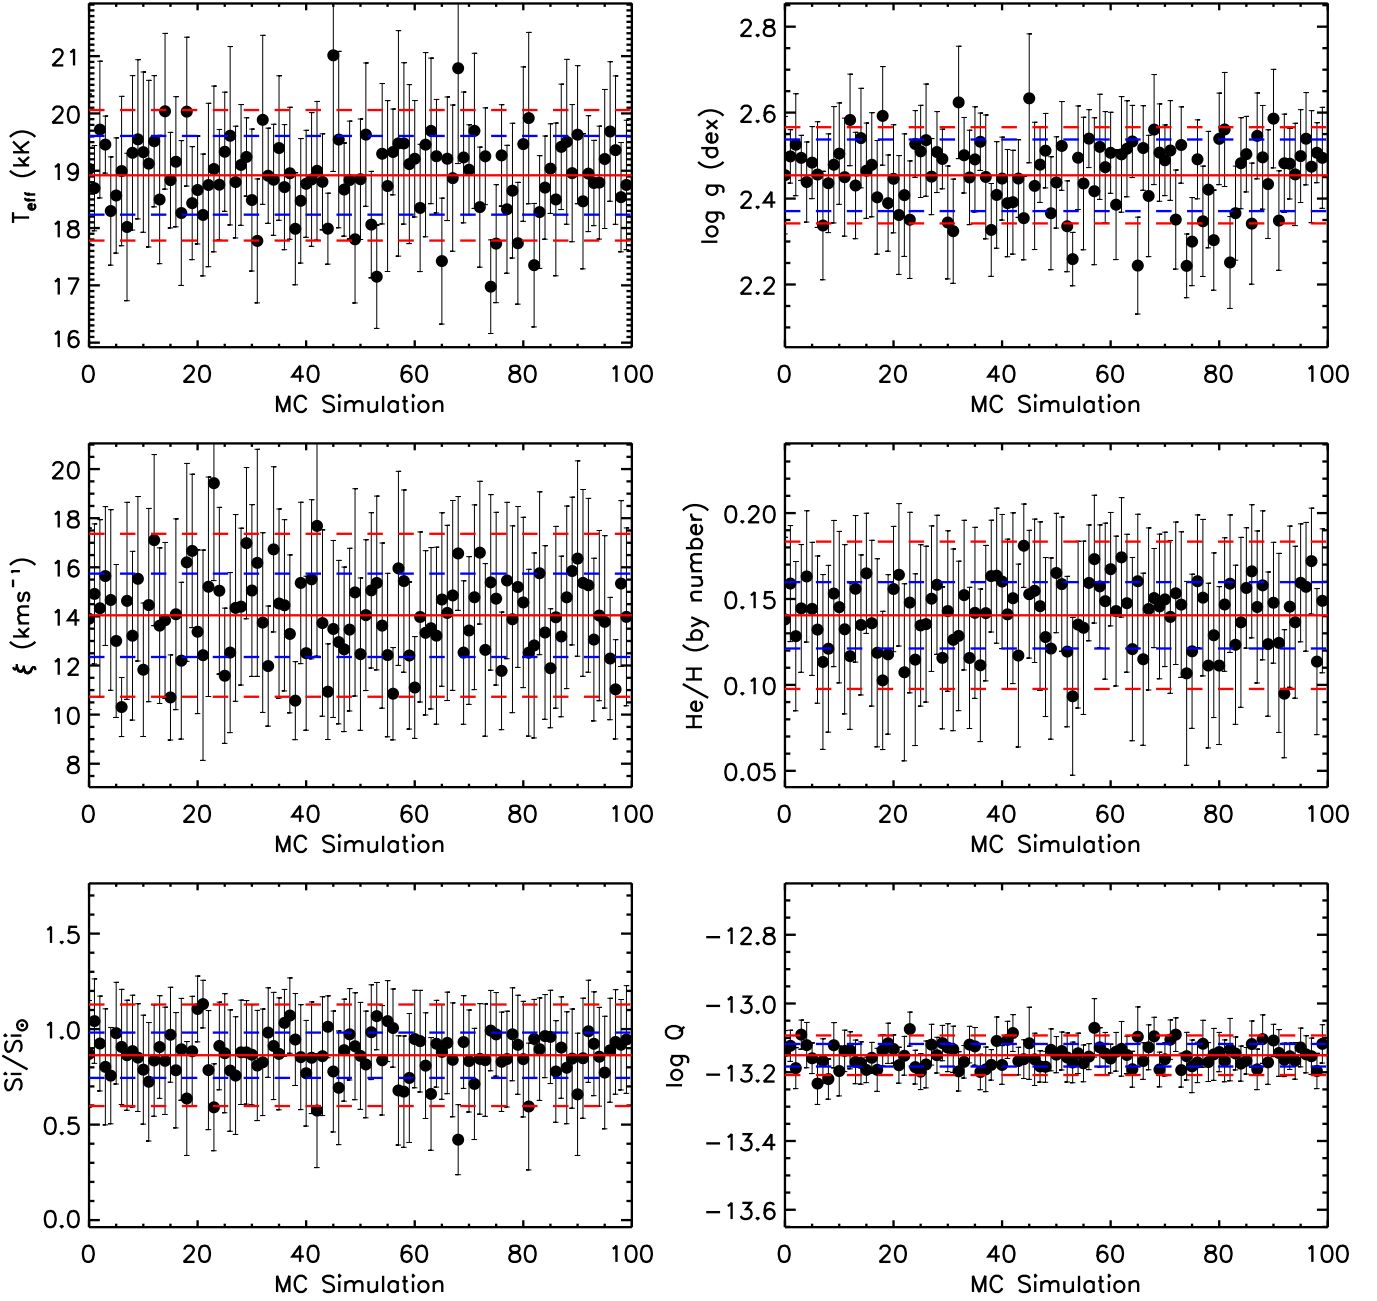 21
20
19
18
17
16
T_eff (kK)
0 20 40 60 80 100
MC Simulation
2.8
2.6
2.4
2.2
log g (dex)
0 20 40 60 80 100
MC Simulation
20
18
16
14
12
10
8
ξ (kms⁻¹)
0 20 40 60 80 100
MC Simulation
0.20
0.15
0.10
0.05
He/H (by number)
0 20 40 60 80 100
MC Simulation
1.5
1.0
0.5
0.0
Si/Si⊙
0 20 40 60 80 100
MC Simulation
−12.8
−13.0
−13.2
−13.4
−13.6
log Q
0 20 40 60 80 100
MC Simulation